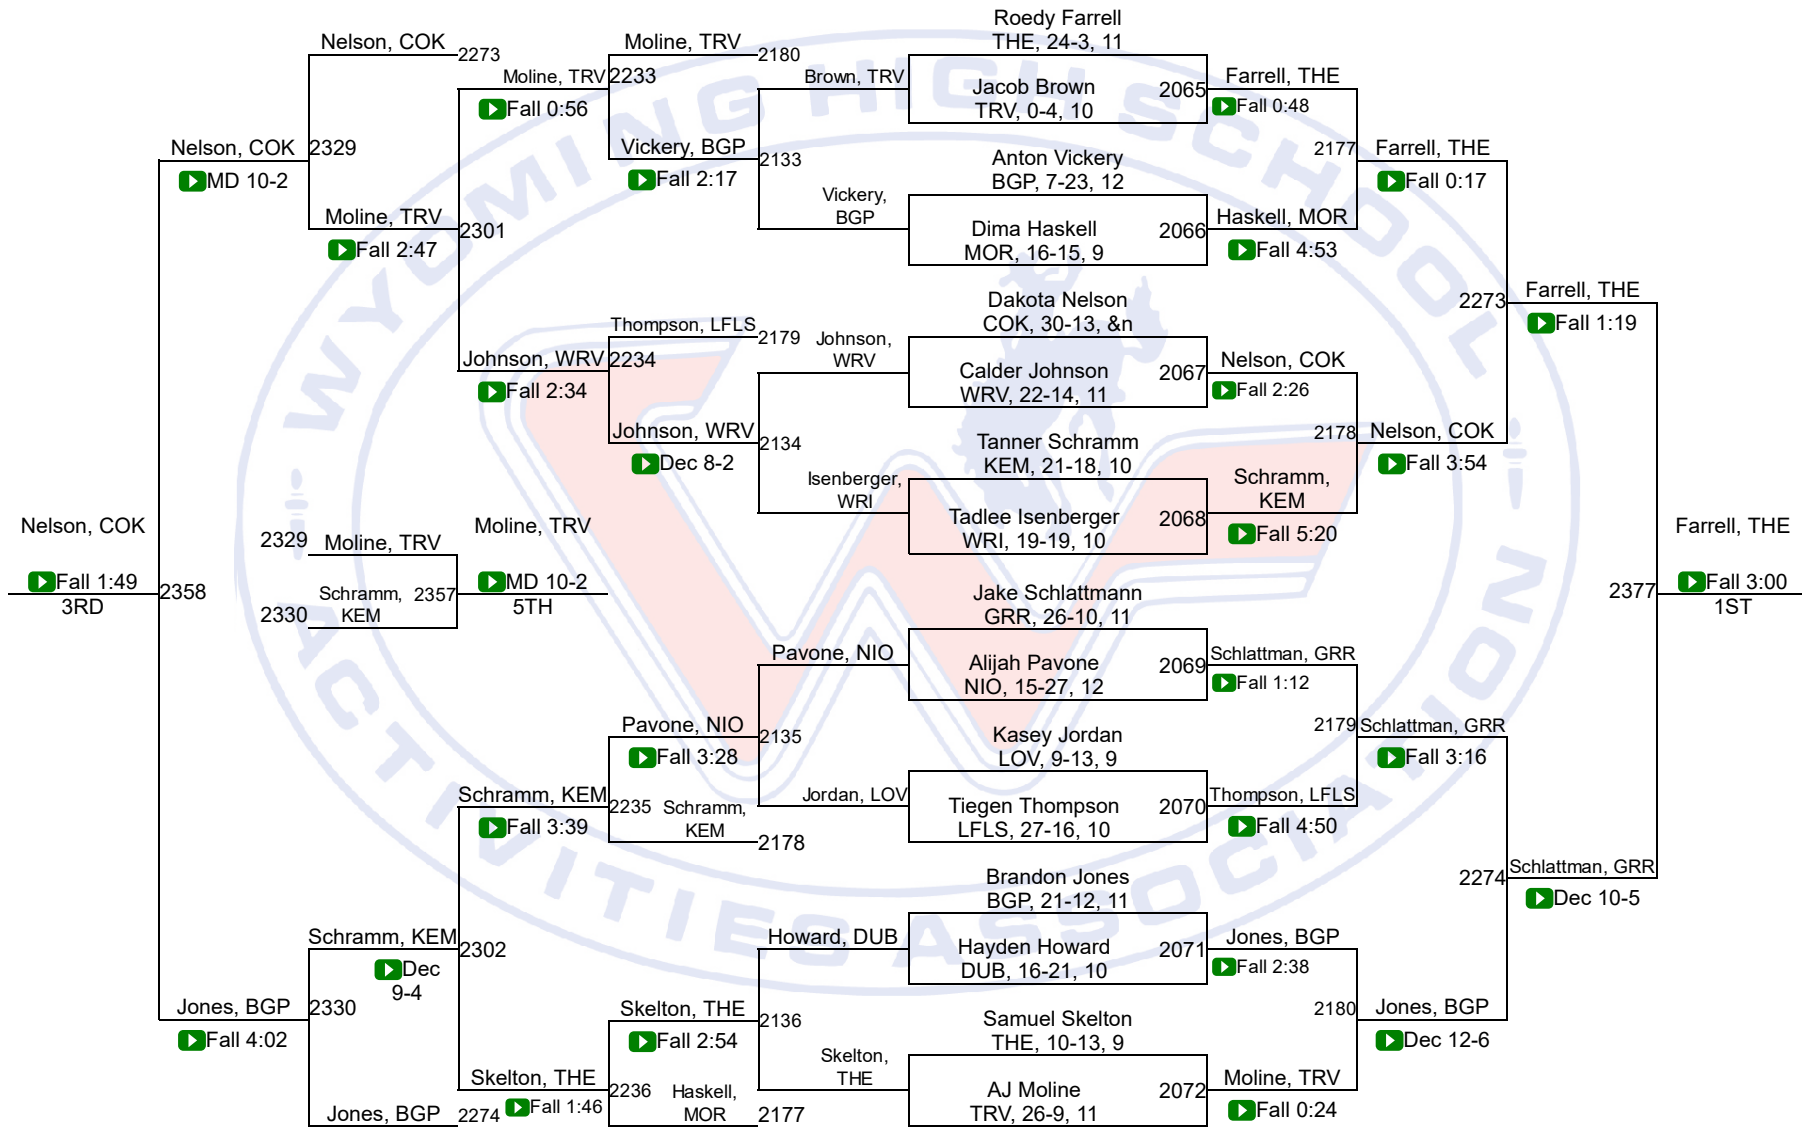 Roedy Farrell
THE, 24-3, 11
Nelson, COK
2273
Moline, TRV
2180
Moline, TRV
2233
Brown, TRV
Jacob Brown
TRV, 0-4, 10
2065
Farrell, THE
Fall 0:48
Fall 0:56
Nelson, COK
2329
MD 10-2
Vickery, BGP
2133
Fall 2:17
Anton Vickery
BGP, 7-23, 12
2177
Farrell, THE
Fall 0:17
Moline, TRV
2301
Fall 2:47
Vickery,
BGP
Dima Haskell
MOR, 16-15, 9
2066
Haskell, MOR
Fall 4:53
Dakota Nelson
COK, 30-13, &n
2273
Farrell, THE
Fall 1:19
Thompson, LFLS
2179
Johnson,
WRV
Johnson, WRV
2234
Fall 2:34
Calder Johnson
WRV, 22-14, 11
2067
Nelson, COK
Fall 2:26
Johnson, WRV
2134
Dec 8-2
Tanner Schramm
KEM, 21-18, 10
2178
Nelson, COK
Fall 3:54
Isenberger,
WRI
Tadlee Isenberger
WRI, 19-19, 10
2068
Schramm,
KEM
Fall 5:20
Nelson, COK
Fall 1:49
3RD
2358
2329
Moline, TRV
Schramm,
KEM
2357
2330
Moline, TRV
MD 10-2
5TH
Farrell, THE
2377
Fall 3:00
1ST
Jake Schlattmann
GRR, 26-10, 11
Pavone, NIO
Alijah Pavone
NIO, 15-27, 12
2069
Schlattman, GRR
Fall 1:12
Pavone, NIO
2135
Fall 3:28
Kasey Jordan
LOV, 9-13, 9
2179
Schlattman, GRR
Fall 3:16
Schramm, KEM
2235
Fall 3:39
Schramm,
KEM
2178
Jordan, LOV
Tiegen Thompson
LFLS, 27-16, 10
2070
Thompson, LFLS
Fall 4:50
Brandon Jones
BGP, 21-12, 11
2274
Schlattman, GRR
Dec 10-5
Schramm, KEM
2302
Dec
9-4
Howard, DUB
Hayden Howard
DUB, 16-21, 10
2071
Jones, BGP
Fall 2:38
Jones, BGP
2330
Fall 4:02
Skelton, THE
2136
Fall 2:54
Samuel Skelton
THE, 10-13, 9
2180
Jones, BGP
Dec 12-6
Skelton,
THE
Skelton, THE
2236
Fall 1:46
Haskell,
MOR
2177
AJ Moline
TRV, 26-9, 11
2072
Moline, TRV
Fall 0:24
Jones, BGP
2274
WYOMING HIGH SCHOOL
ACTIVITIES ASSOCIATION